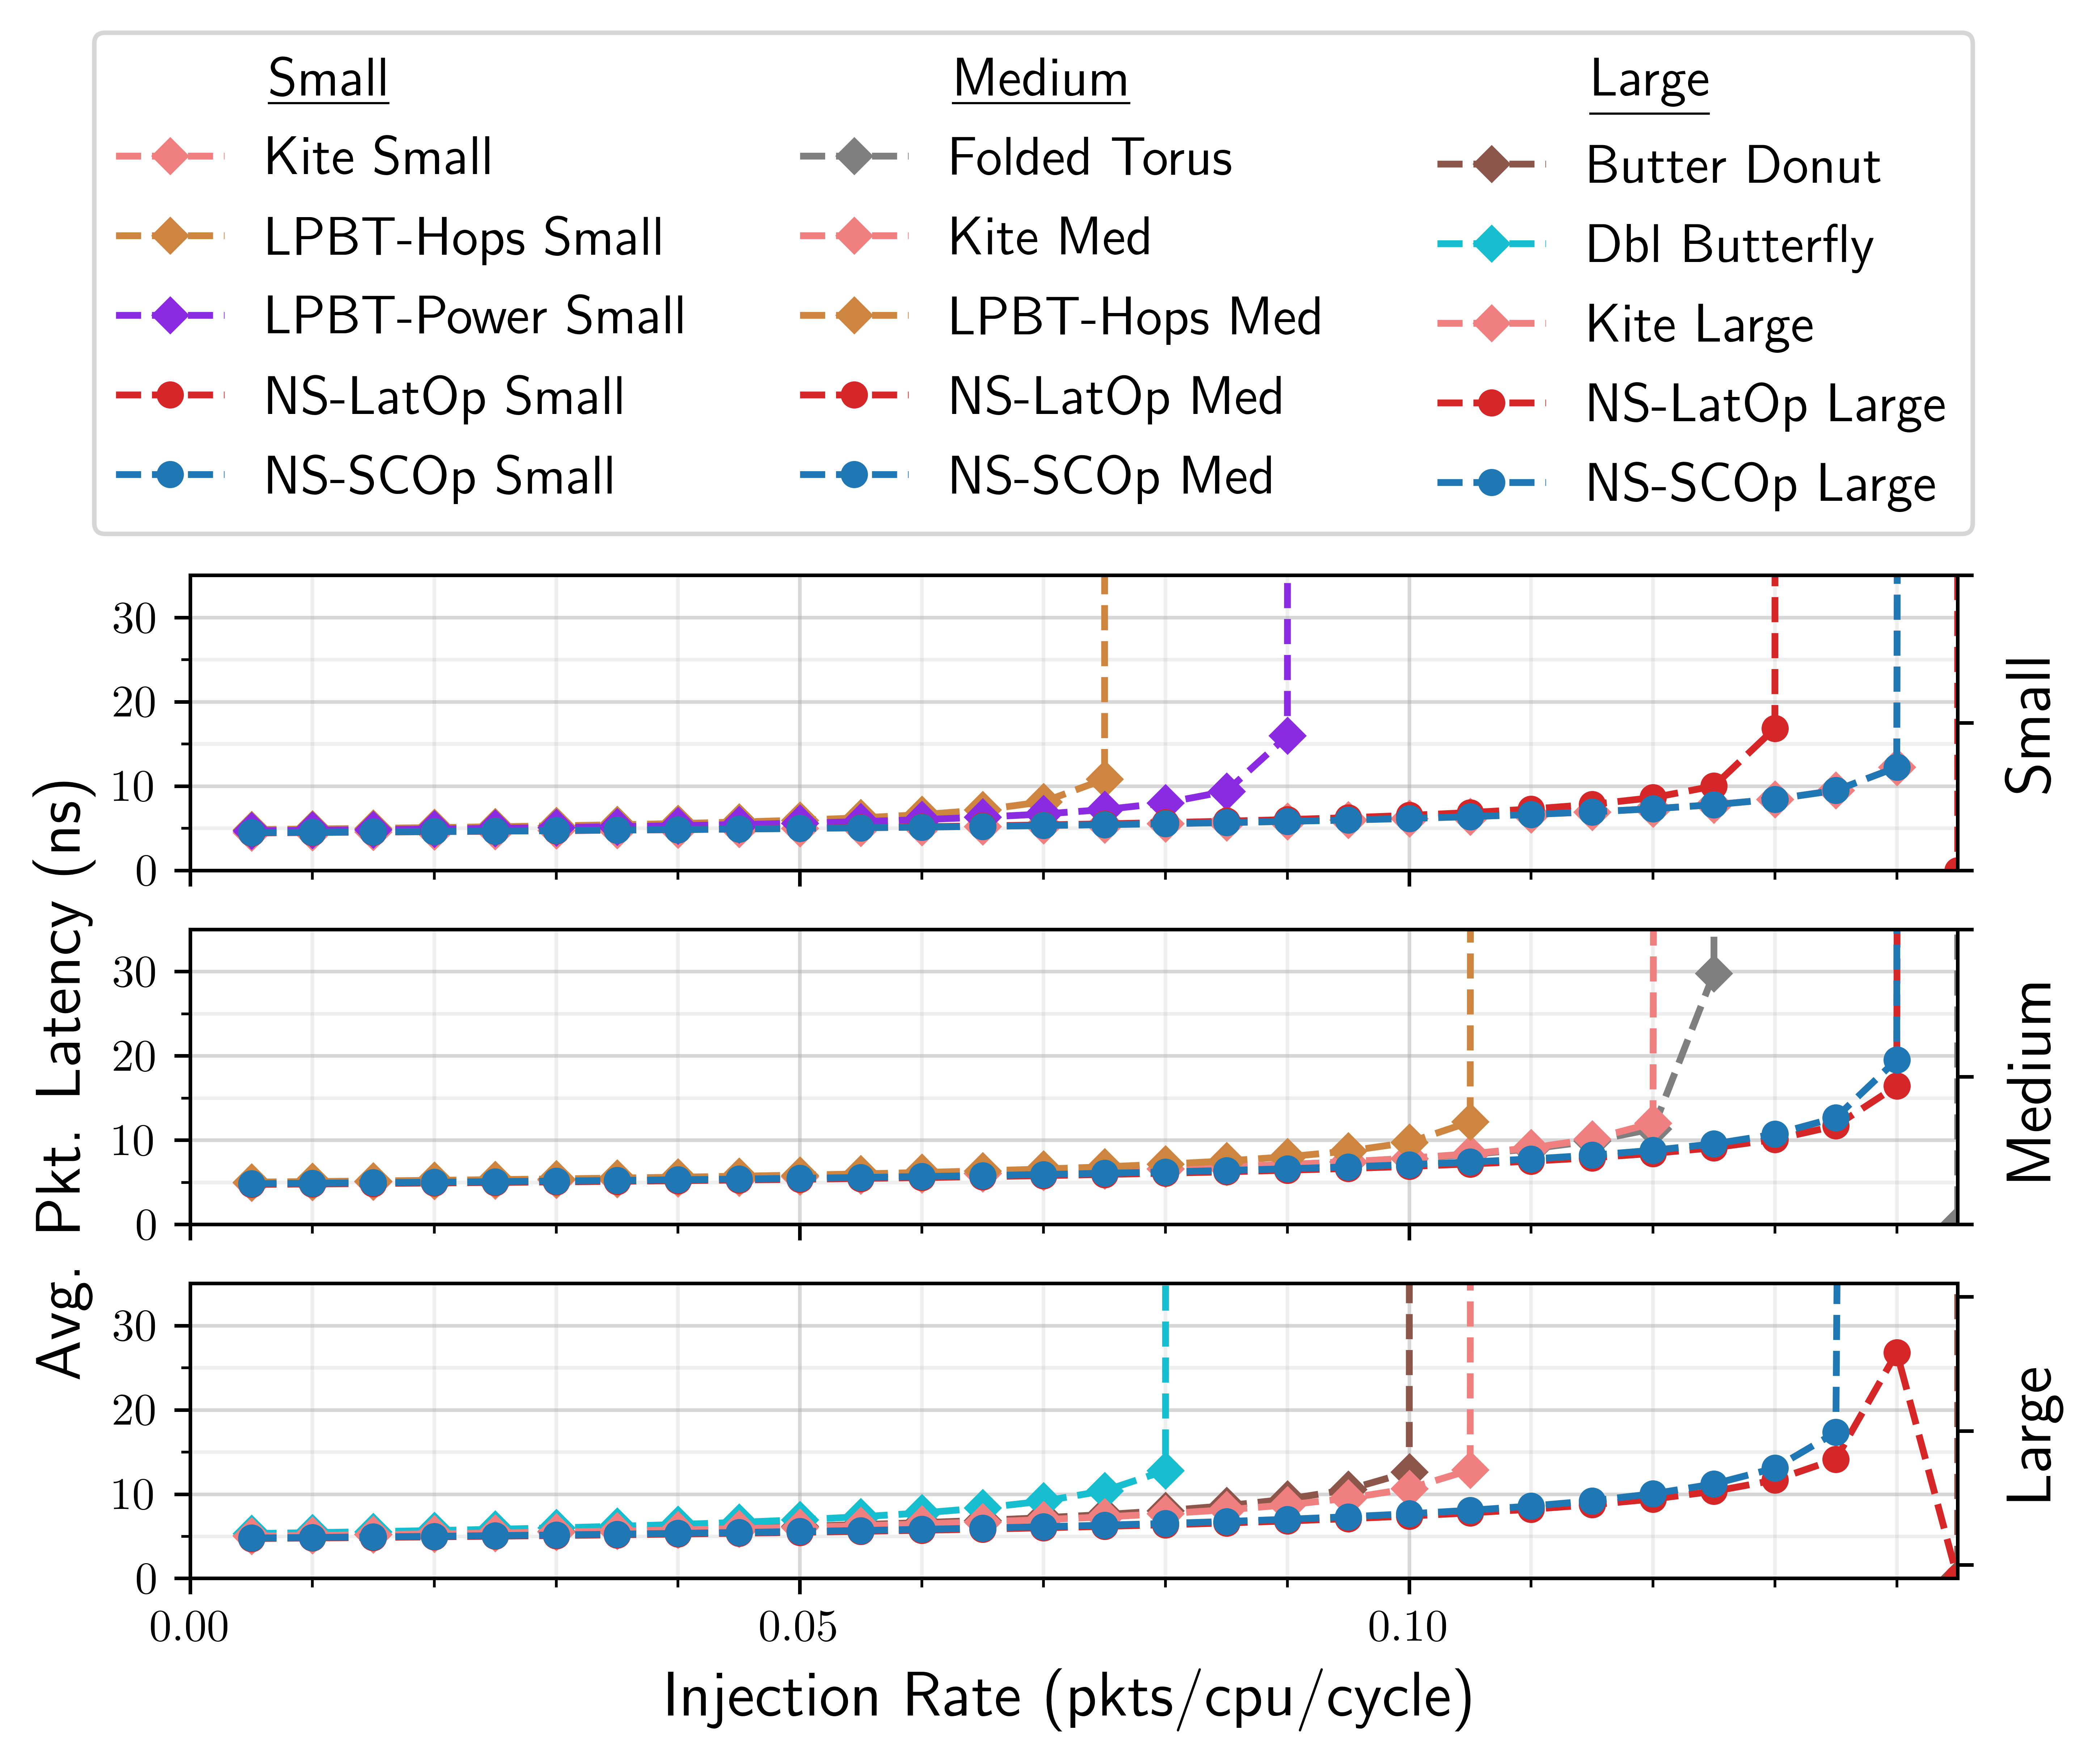 Small
Kite Small
LPBT-Hops Small
LPBT-Power Small
NS-LatOp Small
NS-SCOp Small
Medium
Folded Torus
Kite Med
LPBT-Hops Med
NS-LatOp Med
NS-SCOp Med
Large
Butter Donut
Dbl Butterfly
Kite Large
NS-LatOp Large
NS-SCOp Large
Avg. Pkt. Latency (ns)
30
20
10
0
Small
30
20
10
0
Medium
30
20
10
0
Large
0.00 0.05 0.10
Injection Rate (pkts/cpu/cycle)